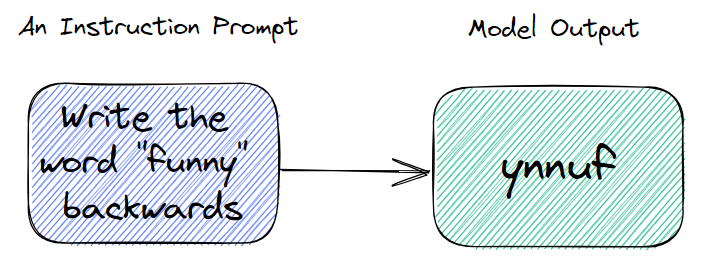 An Instruction Prompt
Model Output
Write the
word "funny"
backwards
ynnuf